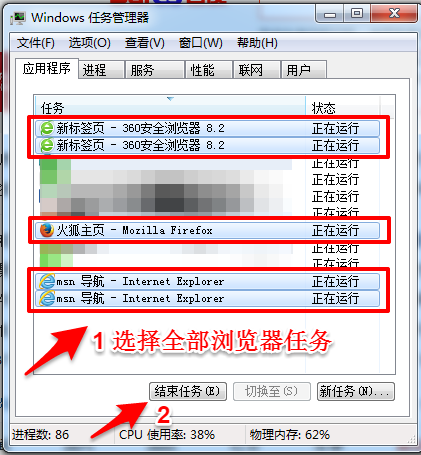 Windows 任务管理器
文件(F) 选项(O) 查看(V) 窗口(W) 帮助(H)
应用程序 进程 服务 性能 联网 用户
任务 状态
新标签页 - 360安全浏览器 8.2 正在运行
新标签页 - 360安全浏览器 8.2 正在运行
正在运行
正在运行
正在运行
正在运行
火狐主页 - Mozilla Firefox 正在运行
正在运行
正在运行
msn 导航 - Internet Explorer 正在运行
msn 导航 - Internet Explorer 正在运行
1 选择全部浏览器任务
结束任务(E) 切换至(S) 新任务(N)...
2
进程数: 86 CPU 使用率: 38% 物理内存: 62%